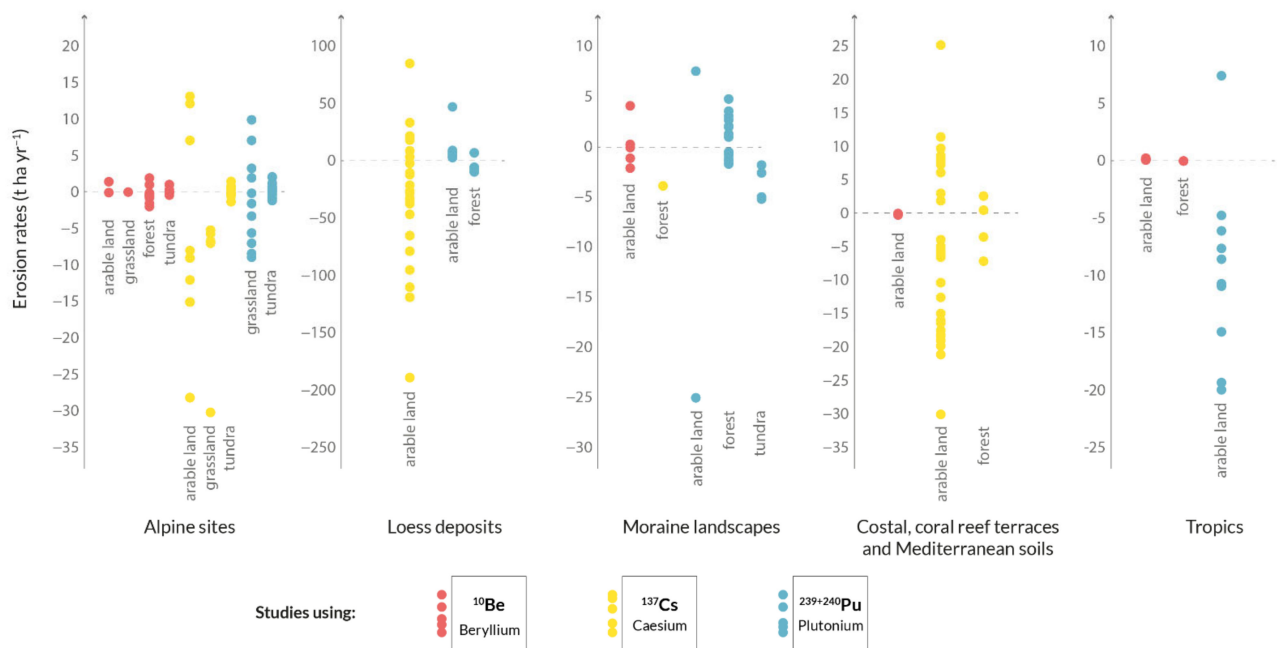 Erosion rates (t ha yr⁻¹)
20
15
10
5
0
−5
−10
−15
−20
−25
−30
−35
arable land
grassland
forest
tundra
arable land
grassland
tundra
grassland
tundra
Alpine sites
100
50
0
−50
−100
−150
−200
−250
arable land
arable land
forest
Loess deposits
10
5
0
−5
−10
−15
−20
−25
−30
arable land
forest
arable land
forest
tundra
Moraine landscapes
25
20
15
10
5
0
−5
−10
−15
−20
−25
−30
−35
arable land
arable land
forest
Costal, coral reef terraces
and Mediterranean soils
10
5
0
−5
−10
−15
−20
−25
arable land
forest
arable land
Tropics
Studies using:
¹⁰Be
Beryllium
¹³⁷Cs
Caesium
²³⁹⁺²⁴⁰Pu
Plutonium